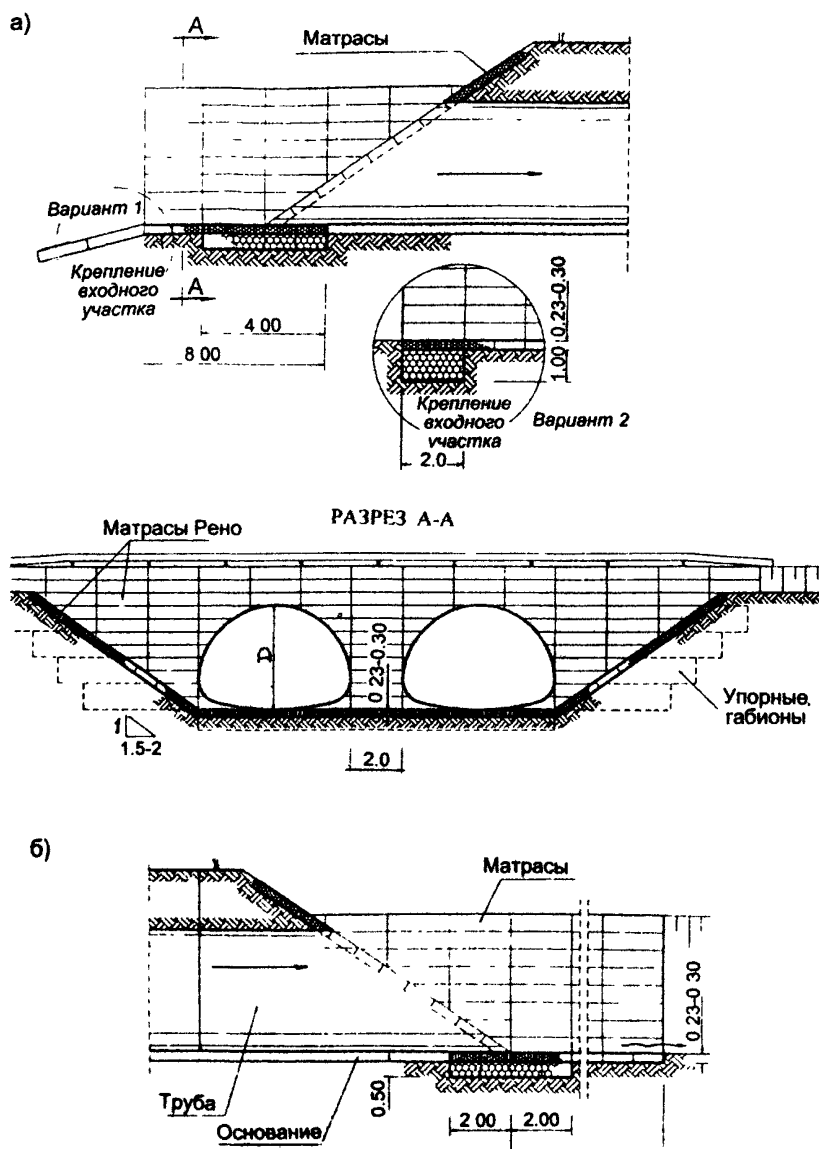 а)
А
Матрасы
Вариант 1
Крепление
входного
участка
А
4 00
8 00
0.23-0.30
1.00
Крепление
входного
участка
Вариант 2
2.0
РАЗРЕЗ А-А
Матрасы Рено
D
0 23-0.30
Упорные
габионы
1
1.5-2
2.0
б)
Матрасы
0 23-0 30
0.50
Труба
Основание
2 00
2.00